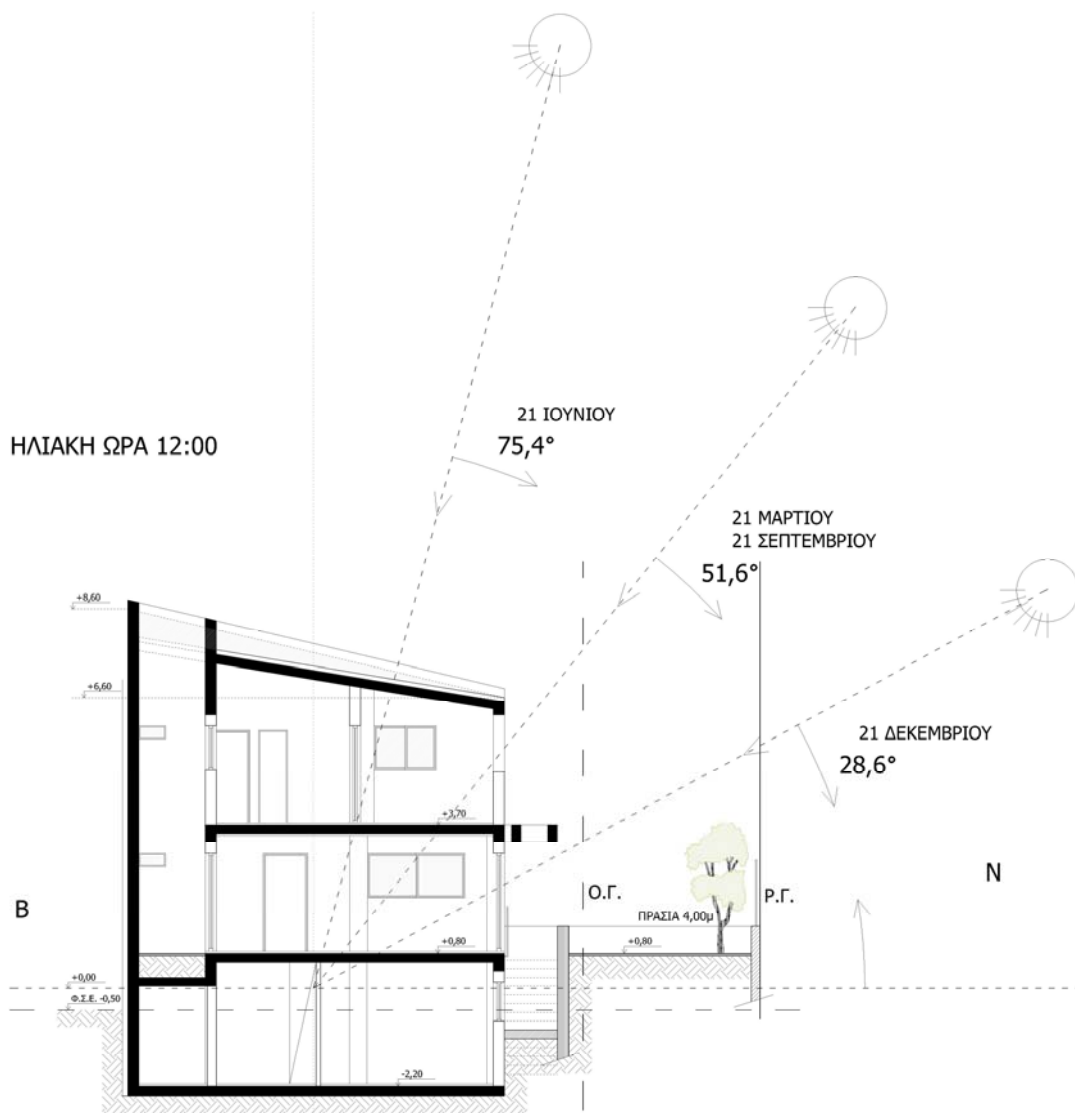 21 ΙΟΥΝΙΟΥ
75,4°
ΗΛΙΑΚΗ ΩΡΑ 12:00
21 ΜΑΡΤΙΟΥ
21 ΣΕΠΤΕΜΒΡΙΟΥ
51,6°
+8,60
+6,60
21 ΔΕΚΕΜΒΡΙΟΥ
28,6°
+3,70
Β
Ο.Γ.
Ρ.Γ.
Ν
ΠΡΑΣΙΑ 4,00μ
+0,80
+0,80
+0,00
Φ.Σ.Ε. -0,50
-2,20